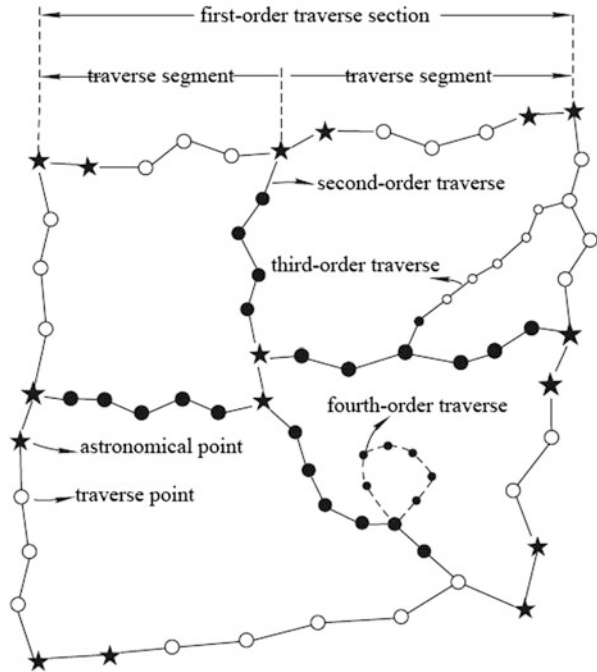 first-order traverse section
traverse segment
traverse segment
second-order traverse
third-order traverse
fourth-order traverse
astronomical point
traverse point